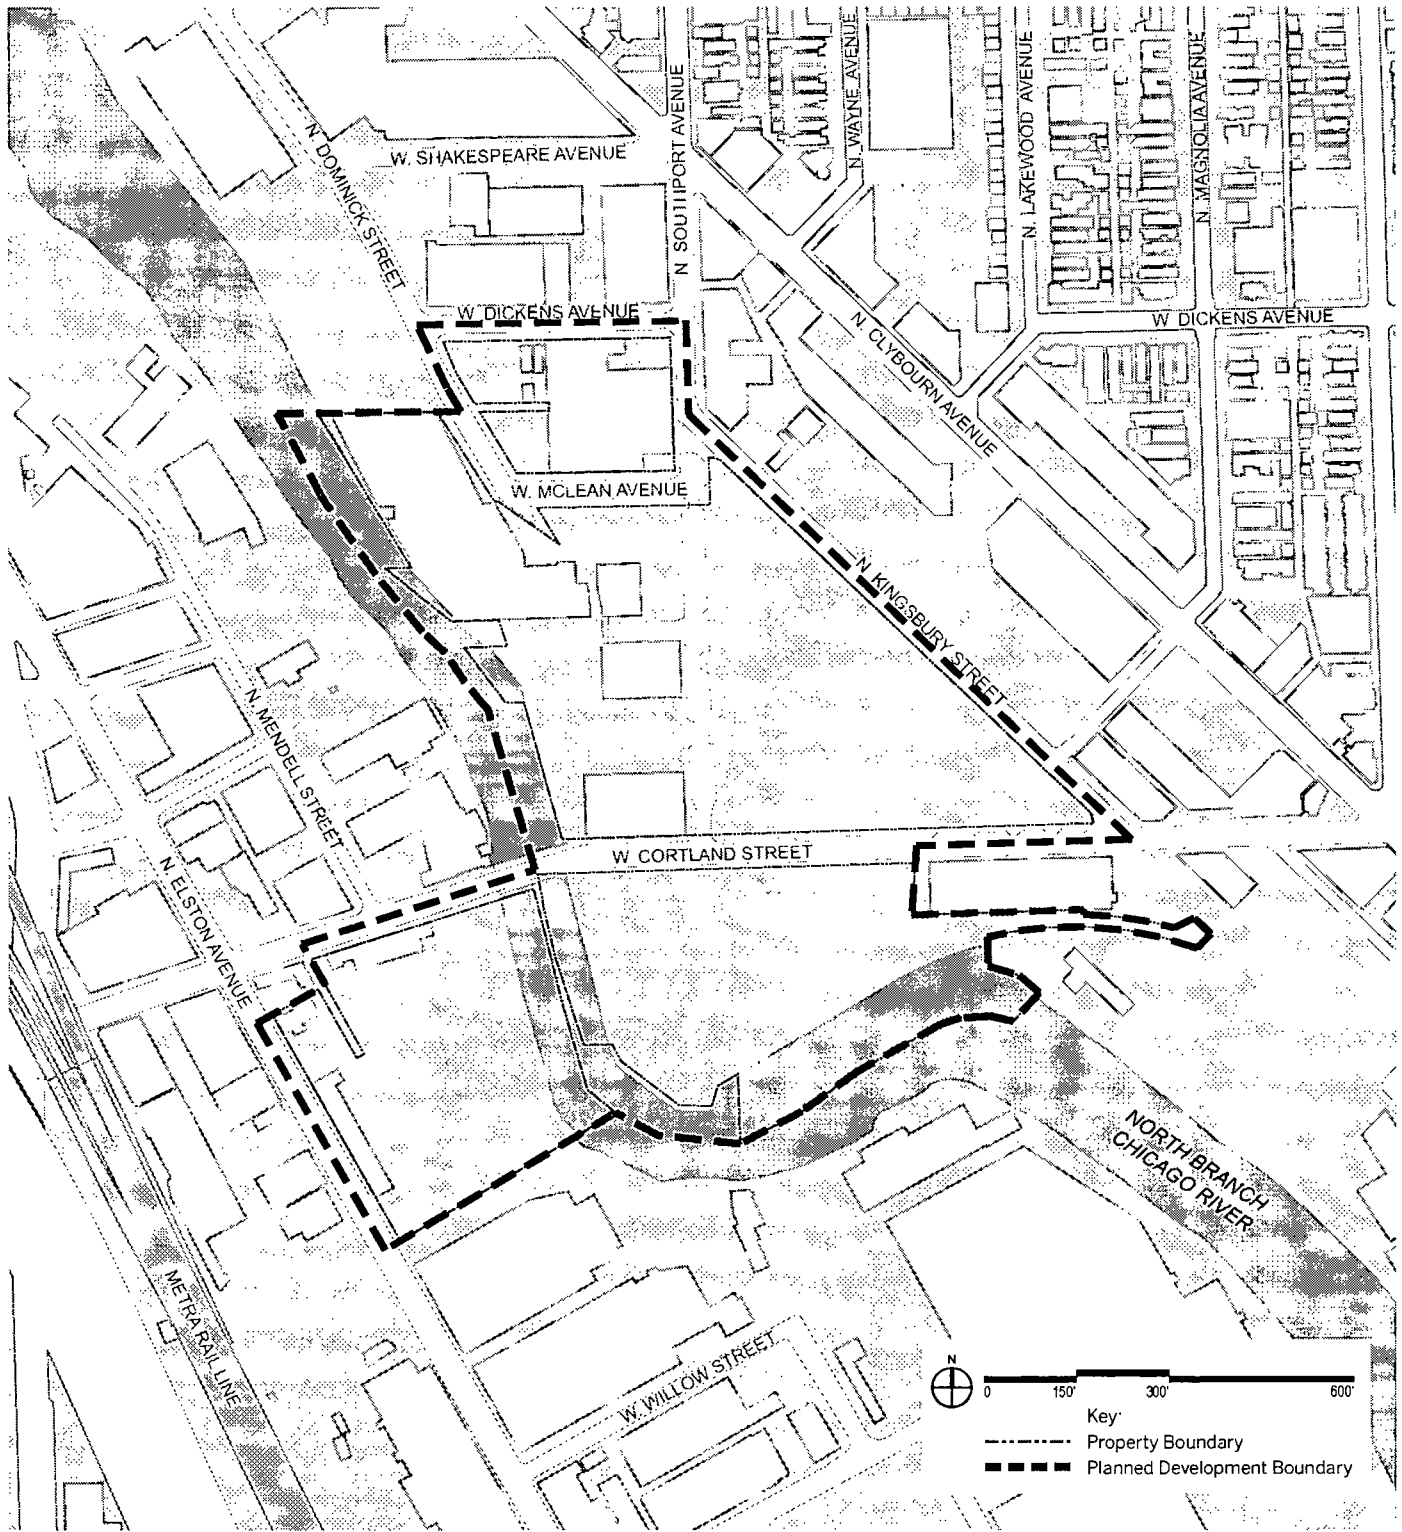 N. WAYNE AVENUE
N. LAKEWOOD AVENUE
N. MAGNOLIA AVENUE
N SOUTHPORT AVENUE
N DOMINICK STREET
W. SHAKESPEARE AVENUE
W. DICKENS AVENUE
W DICKENS AVENUE
N. CLYBOURN AVENUE
W. MCLEAN AVENUE
N KINGSBURY STREET
N. MENDELL STREET
W CORTLAND STREET
N ELSTON AVENUE
NORTH BRANCH
CHICAGO RIVER
METRA RAIL LINE
W. WILLOW STREET
N
0 150' 300' 600'
Key:
Property Boundary
Planned Development Boundary